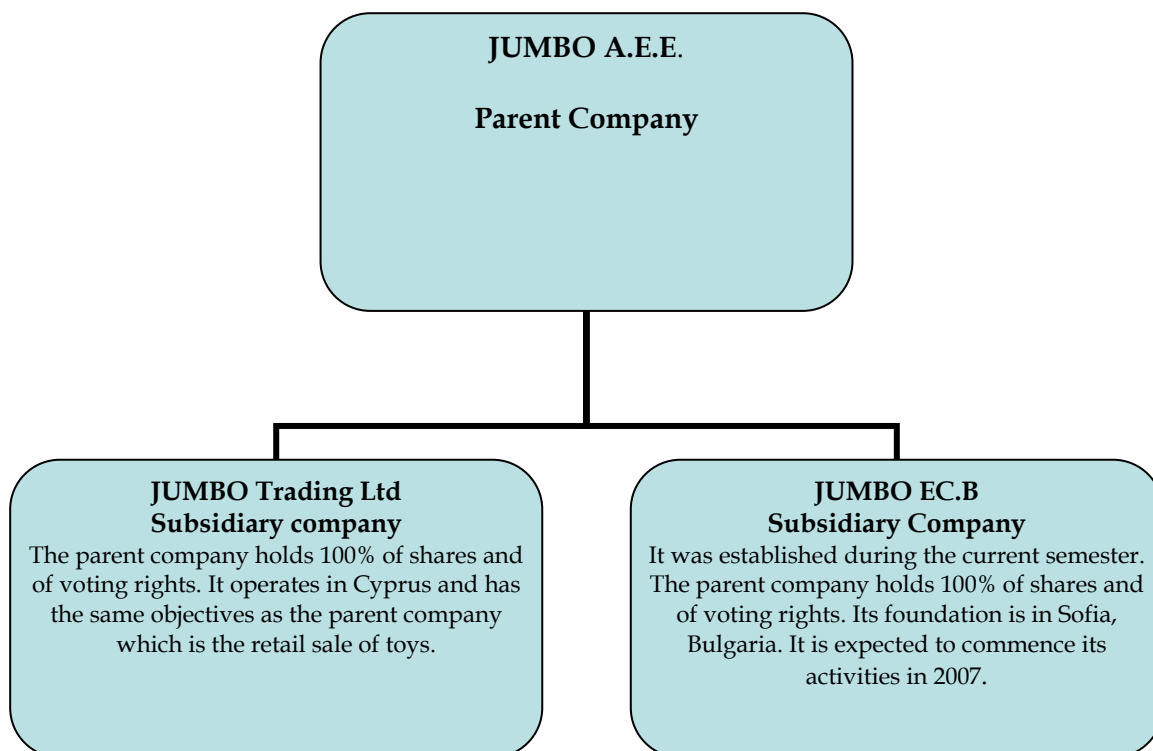 JUMBO A.E.E.
Parent Company
JUMBO Trading Ltd
Subsidiary company
The parent company holds 100% of shares and
of voting rights. It operates in Cyprus and has
the same objectives as the parent company
which is the retail sale of toys.
JUMBO EC.B
Subsidiary Company
It was established during the current semester.
The parent company holds 100% of shares and
of voting rights. Its foundation is in Sofia,
Bulgaria. It is expected to commence its
activities in 2007.